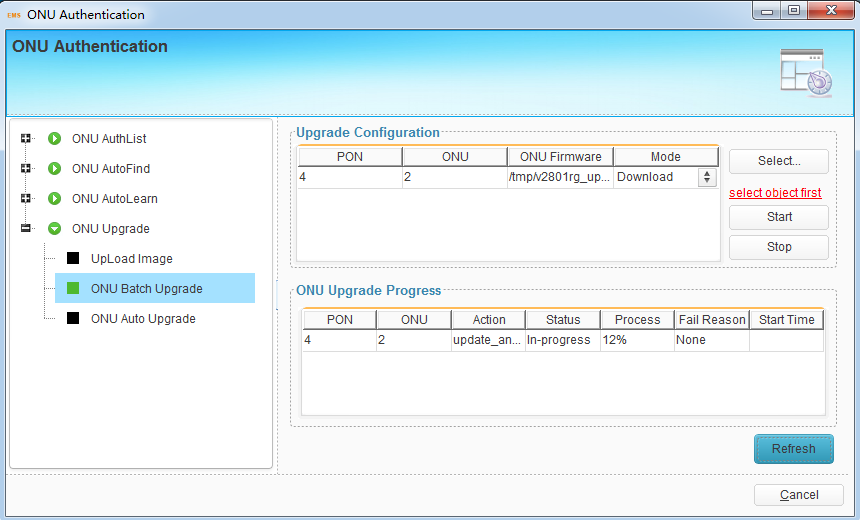 EMS ONU Authentication
ONU Authentication
ONU AuthList
ONU AutoFind
ONU AutoLearn
ONU Upgrade
UpLoad Image
ONU Batch Upgrade
ONU Auto Upgrade
Upgrade Configuration
PON ONU ONU Firmware Mode
4 2 /tmp/v2801rg_up... Download
Select...
select object first
Start
Stop
ONU Upgrade Progress
PON ONU Action Status Process Fail Reason Start Time
4 2 update_an... In-progress 12% None
Refresh
Cancel